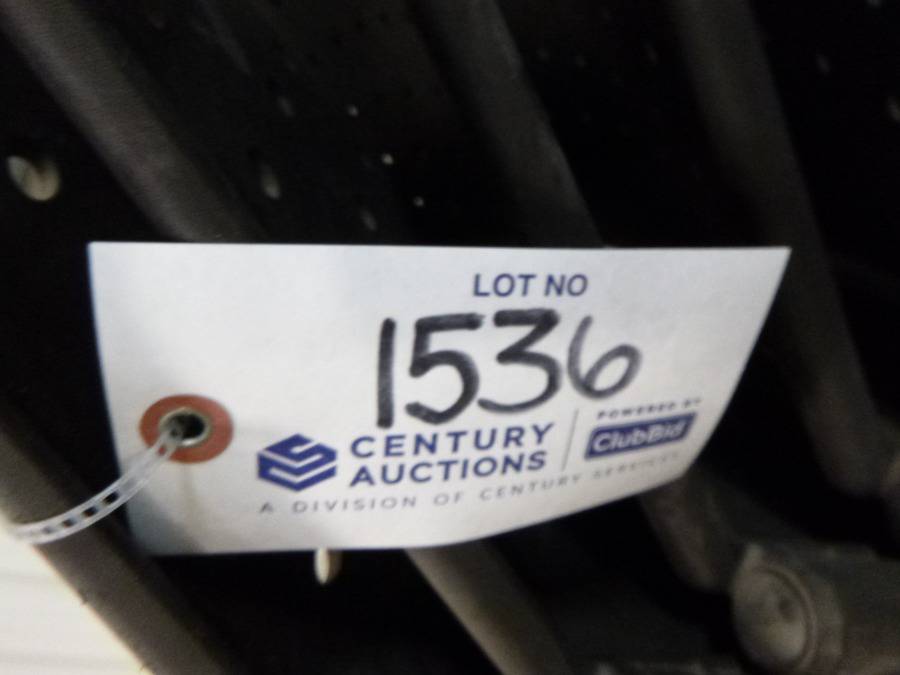 LOT NO
1536
CENTURY
AUCTIONS
POWERED BY
ClubBid
A DIVISION OF CENTURY SERVICES